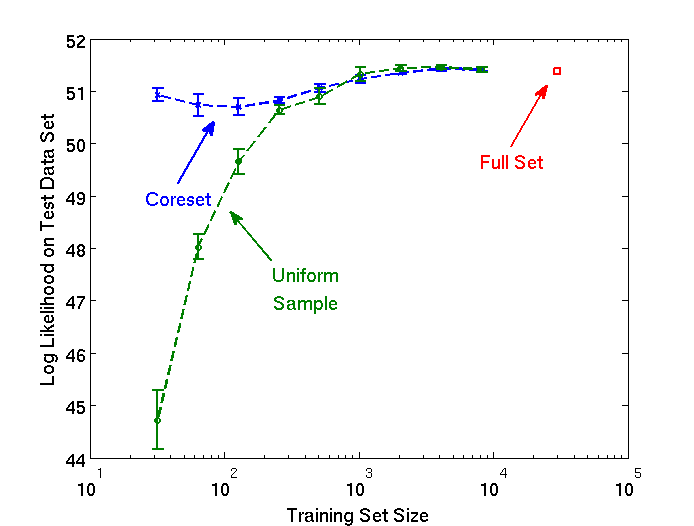 52
51
50
49
48
47
46
45
44
Log Likelihood on Test Data Set
Coreset
Uniform
Sample
Full Set
10^1
10^2
10^3
10^4
10^5
Training Set Size